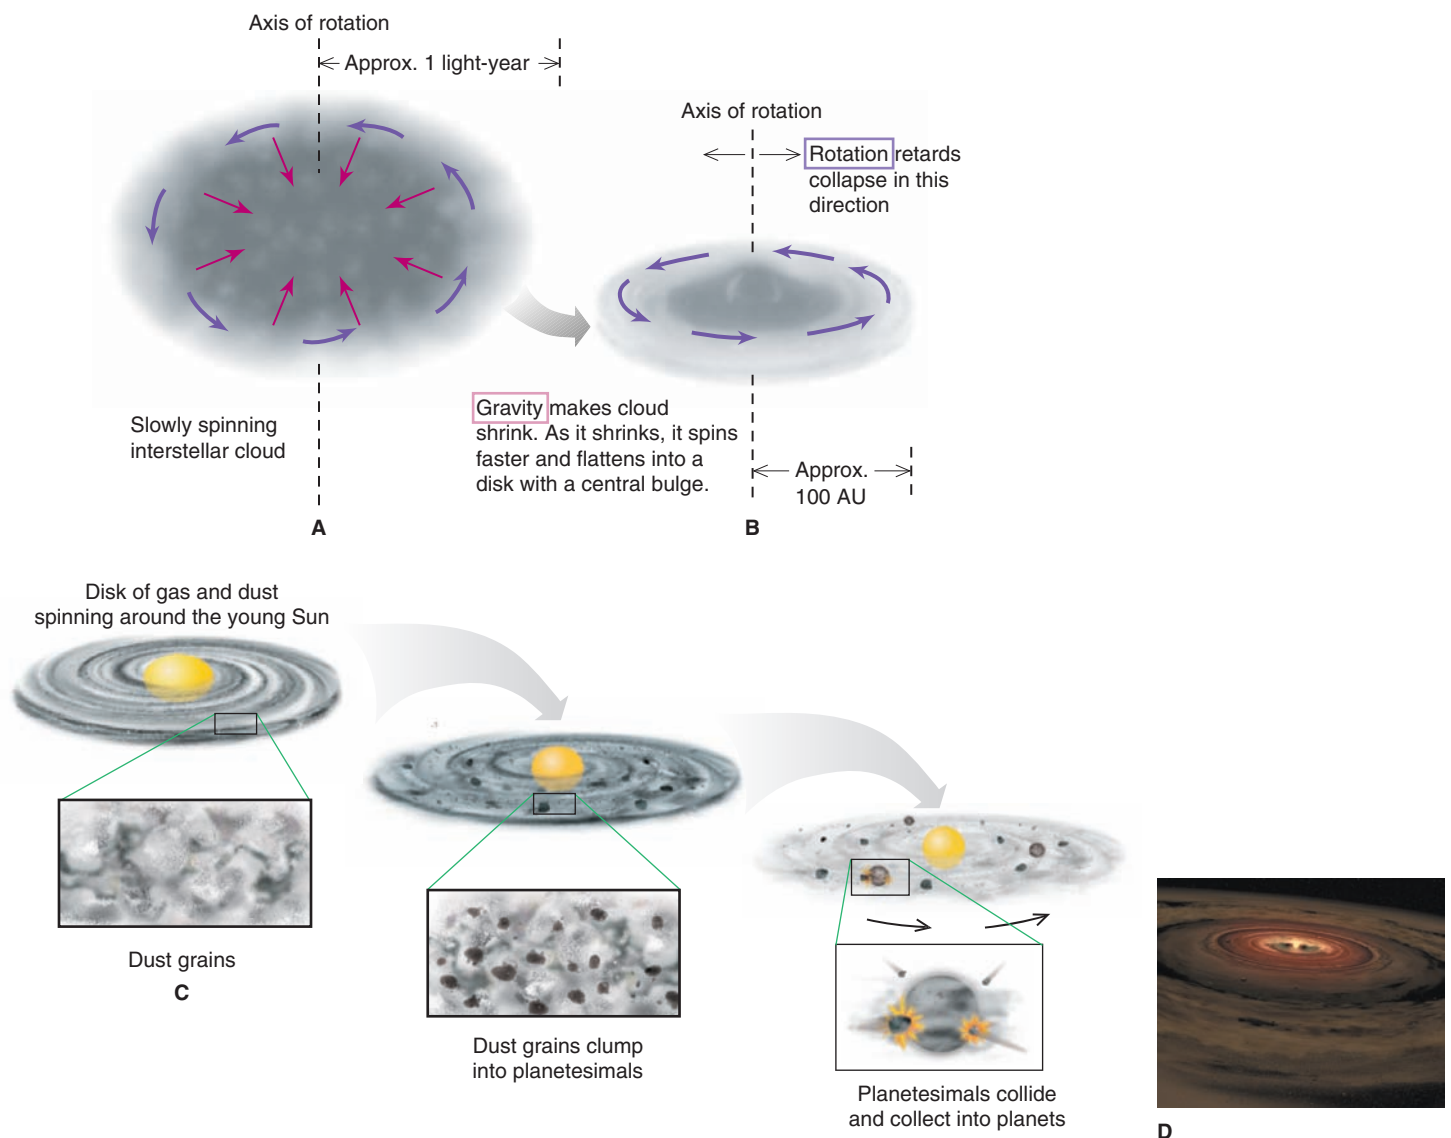 Axis of rotation
Approx. 1 light-year
Axis of rotation
Rotation retards
collapse in this
direction
Slowly spinning
interstellar cloud
A
Gravity makes cloud
shrink. As it shrinks, it spins
faster and flattens into a
disk with a central bulge.
Approx.
100 AU
B
Disk of gas and dust
spinning around the young Sun
Dust grains
C
Dust grains clump
into planetesimals
Planetesimals collide
and collect into planets
D